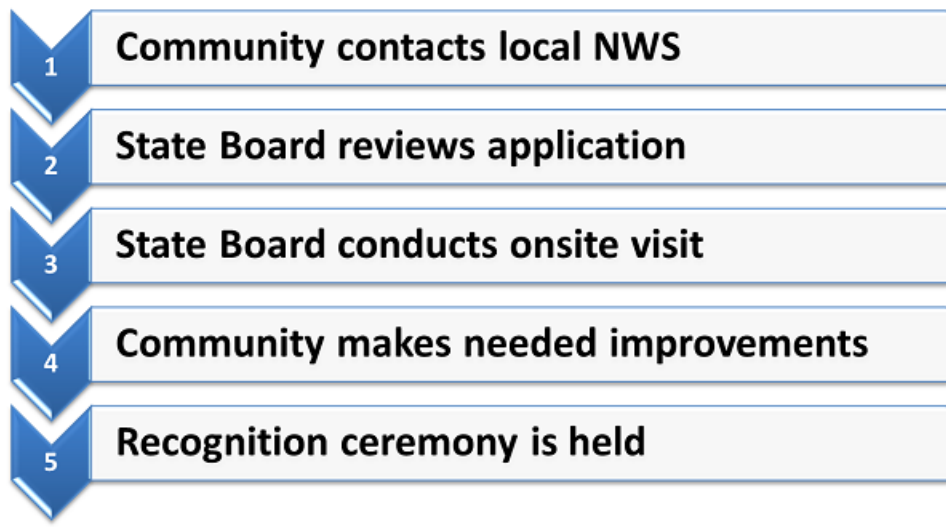 1 Community contacts local NWS
2 State Board reviews application
3 State Board conducts onsite visit
4 Community makes needed improvements
5 Recognition ceremony is held